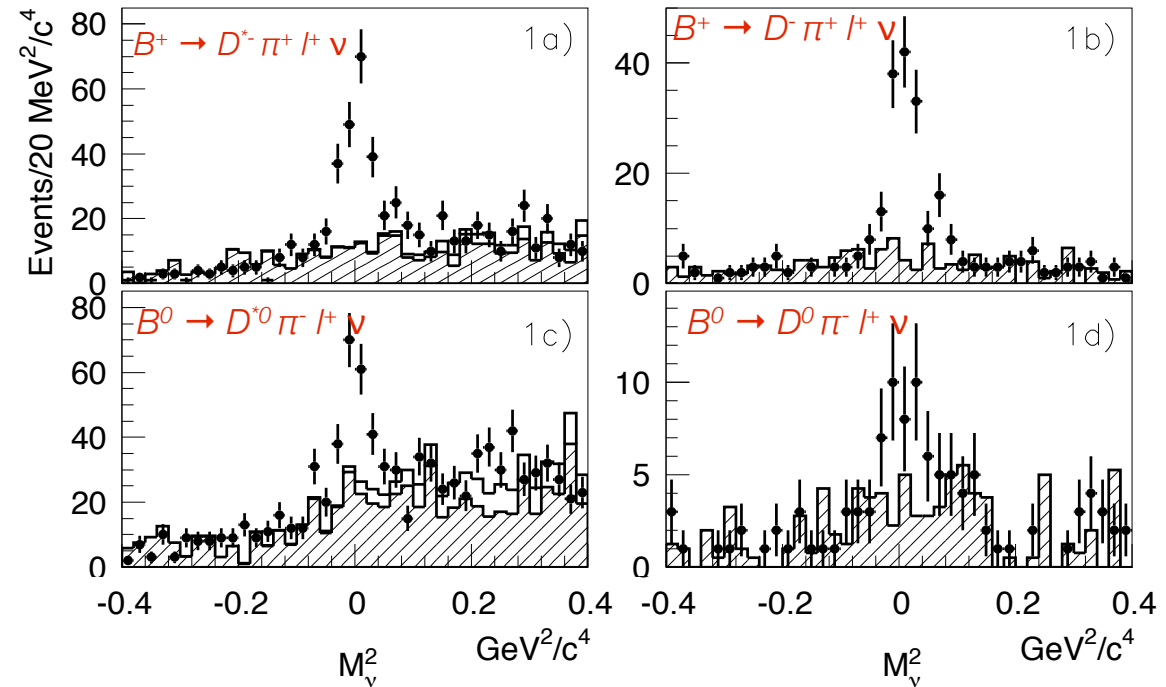 Events/20 MeV²/c⁴
B⁺ → D*⁻ π⁺ l⁺ ν
1a)
80
60
40
20
0
B⁺ → D⁻ π⁺ l⁺ ν
1b)
40
20
0
B⁰ → D*⁰ π⁻ l⁺ ν
1c)
80
60
40
20
0
-0.4 -0.2 0 0.2 0.4
M²ᵥ GeV²/c⁴
B⁰ → D⁰ π⁻ l⁺ ν
1d)
10
5
0
-0.4 -0.2 0 0.2 0.4
M²ᵥ GeV²/c⁴